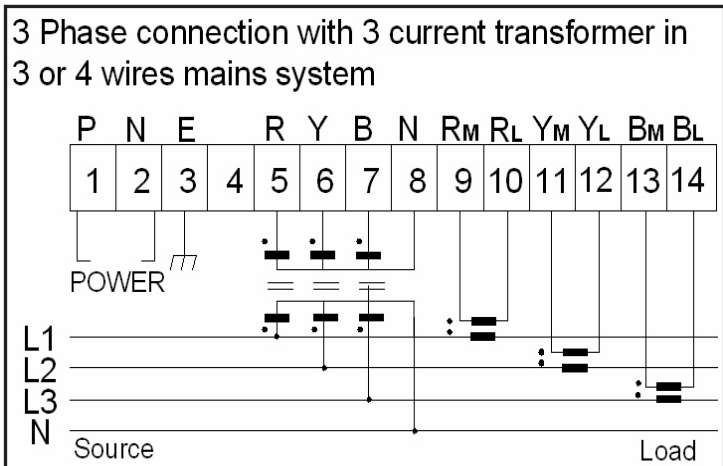 3 Phase connection with 3 current transformer in
3 or 4 wires mains system
P N E R Y B N RM RL YM YL BM BL
1 2 3 4 5 6 7 8 9 10 11 12 13 14
POWER
L1
L2
L3
N
Source Load